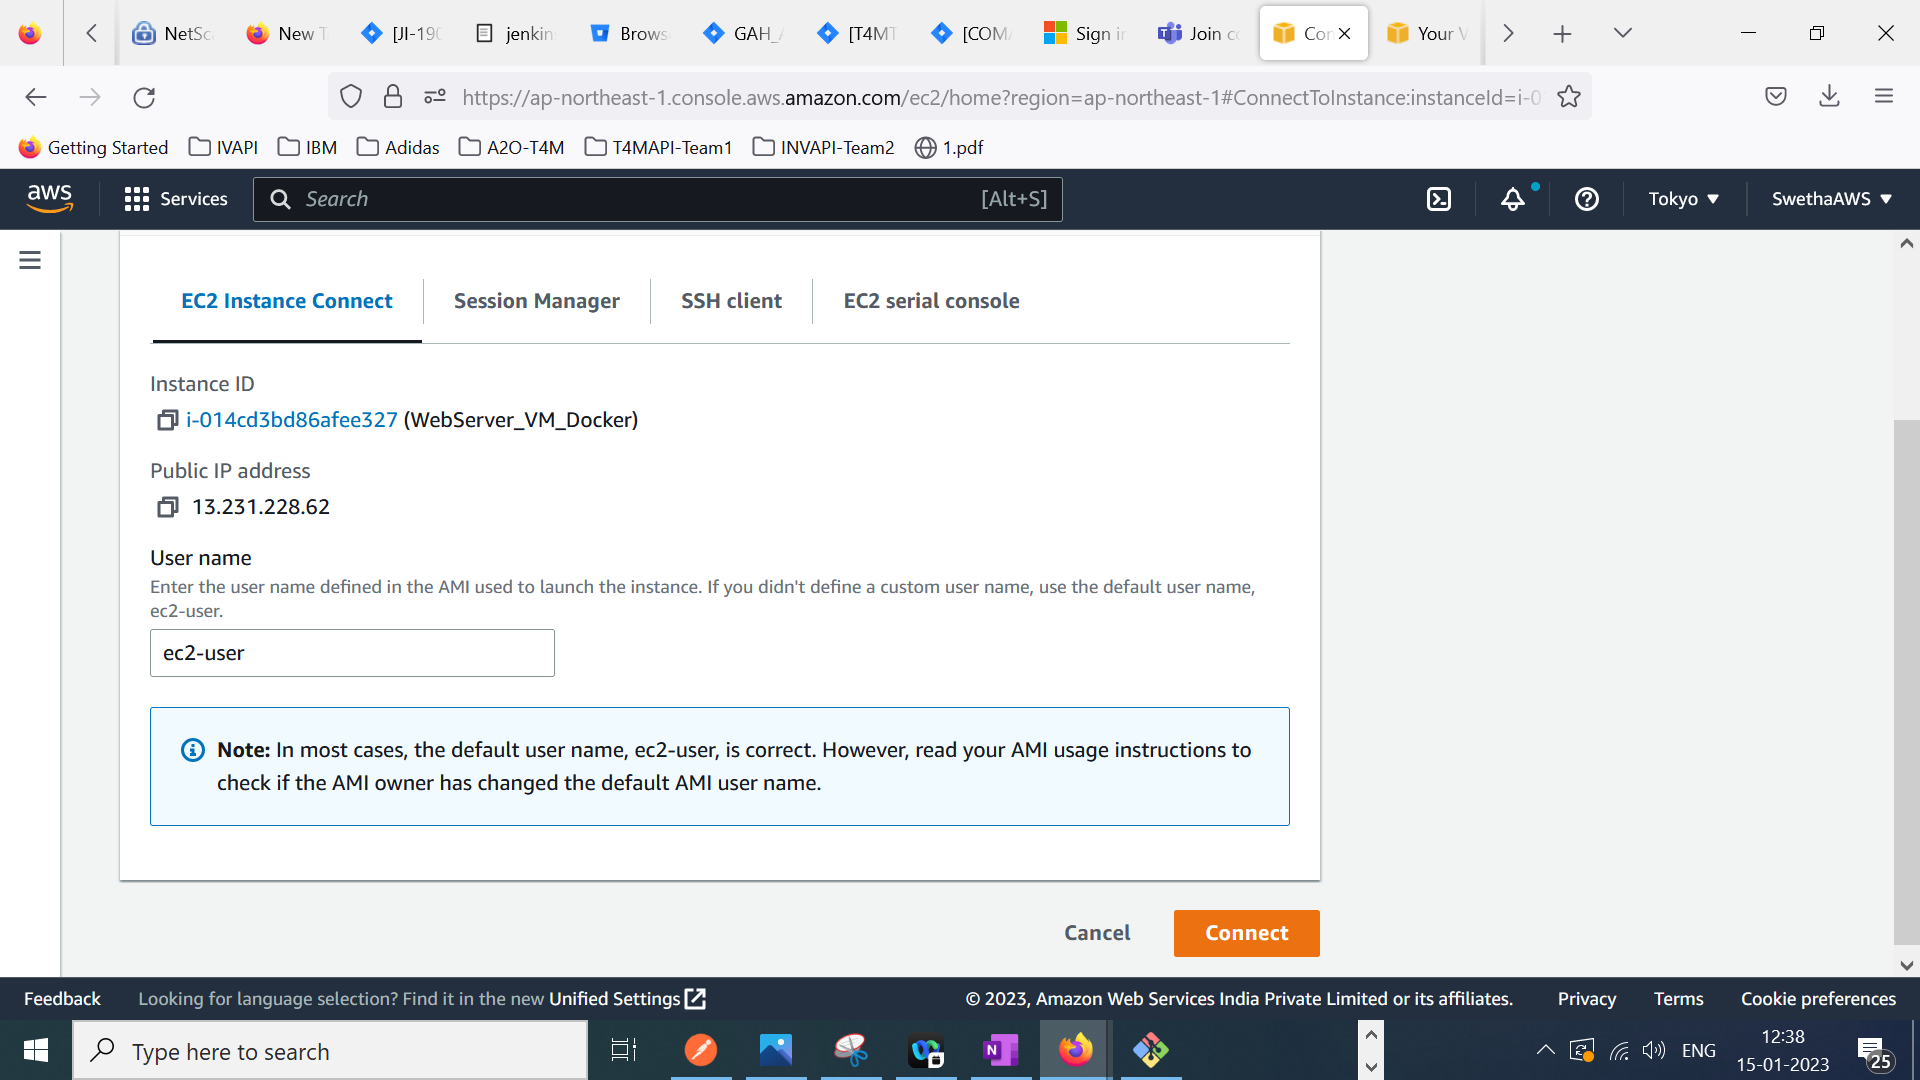 NetSc
New T
[JI-190
jenkin
Brows
GAH_A
[T4MT
[COMA
Sign in
Join co
Con
Your V
https://ap-northeast-1.console.aws.amazon.com/ec2/home?region=ap-northeast-1#ConnectToInstance:instanceId=i-0
Getting Started
IVAPI
IBM
Adidas
A2O-T4M
T4MAPI-Team1
INVAPI-Team2
1.pdf
aws
Services
Search
[Alt+S]
Tokyo
SwethaAWS
EC2 Instance Connect
Session Manager
SSH client
EC2 serial console
Instance ID
i-014cd3bd86afee327 (WebServer_VM_Docker)
Public IP address
13.231.228.62
User name
Enter the user name defined in the AMI used to launch the instance. If you didn't define a custom user name, use the default user name,
ec2-user.
ec2-user
Note: In most cases, the default user name, ec2-user, is correct. However, read your AMI usage instructions to
check if the AMI owner has changed the default AMI user name.
Cancel
Connect
Feedback
Looking for language selection? Find it in the new Unified Settings
© 2023, Amazon Web Services India Private Limited or its affiliates.
Privacy
Terms
Cookie preferences
Type here to search
N
ENG
12:38
15-01-2023
25